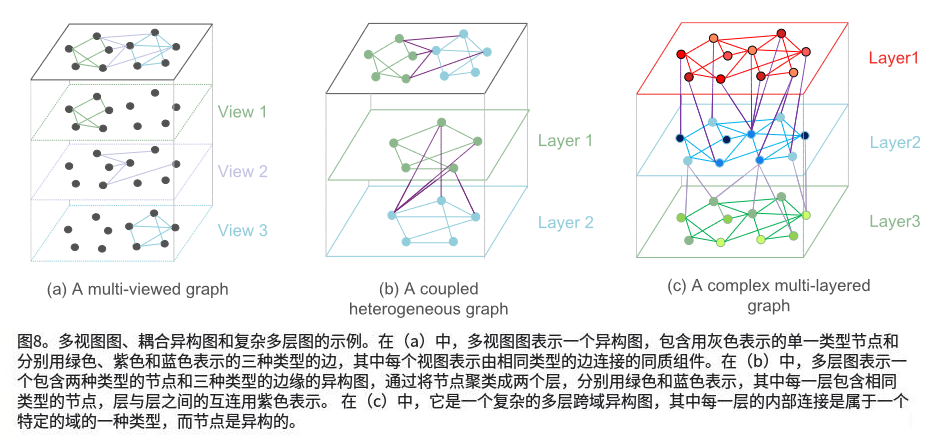 Layer1
View 1
Layer 1
Layer2
View 2
View 3
Layer 2
Layer3
(a) A multi-viewed graph
(b) A coupled
heterogeneous graph
(c) A complex multi-layered
graph
图8。多视图图、耦合异构图和复杂多层图的示例。在（a）中，多视图图表示一个异构图，包含用灰色表示的单一类型节点和
分别用绿色、紫色和蓝色表示的三种类型的边，其中每个视图表示由相同类型的边连接的同质组件。在（b）中，多层图表示一
个包含两种类型的节点和三种类型的边缘的异构图，通过将节点聚类成两个层，分别用绿色和蓝色表示，其中每一层包含相同
类型的节点，层与层之间的互连用紫色表示。 在（c）中，它是一个复杂的多层跨域异构图，其中每一层的内部连接是属于一个
特定的域的一种类型，而节点是异构的。